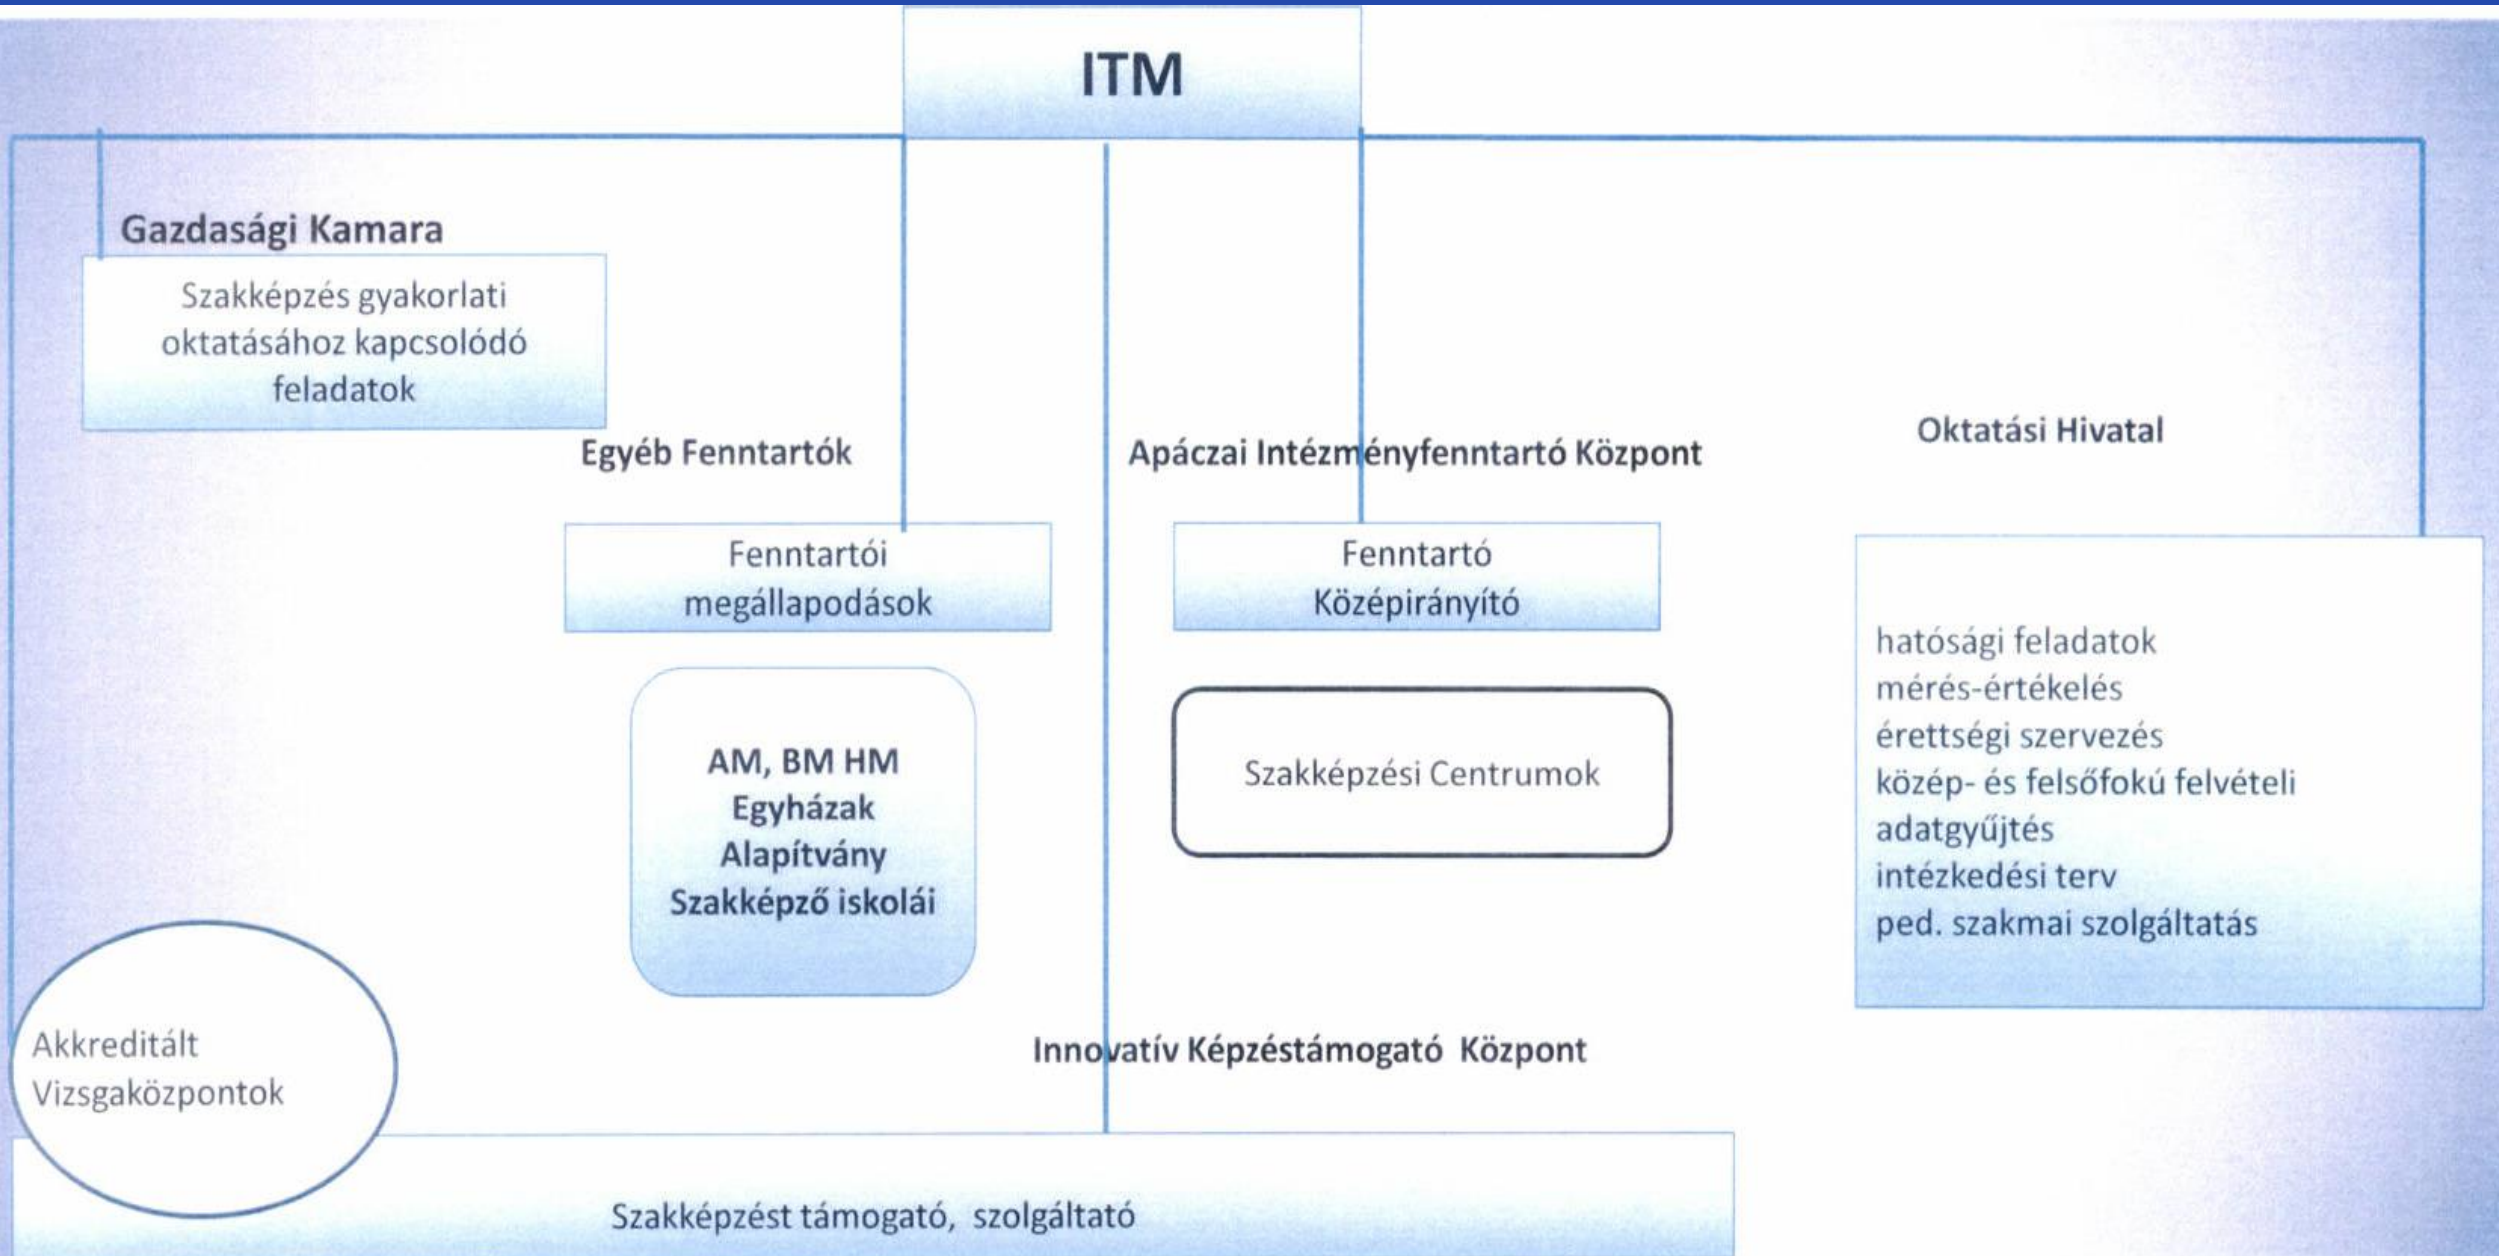 ITM
Gazdasági Kamara
Szakképzés gyakorlati
oktatásához kapcsolódó
feladatok
Egyéb Fenntartók
Fenntartói
megállapodások
AM, BM HM
Egyházak
Alapítvány
Szakképző iskolái
Apáczai Intézményfenntartó Központ
Fenntartó
Középirányító
Szakképzési Centrumok
Oktatási Hivatal
hatósági feladatok
mérés-értékelés
érettségi szervezés
közép- és felsőfokú felvételi
adatgyűjtés
intézkedési terv
ped. szakmai szolgáltatás
Akkreditált
Vizsgaközpontok
Innovatív Képzéstámogató Központ
Szakképzést támogató, szolgáltató